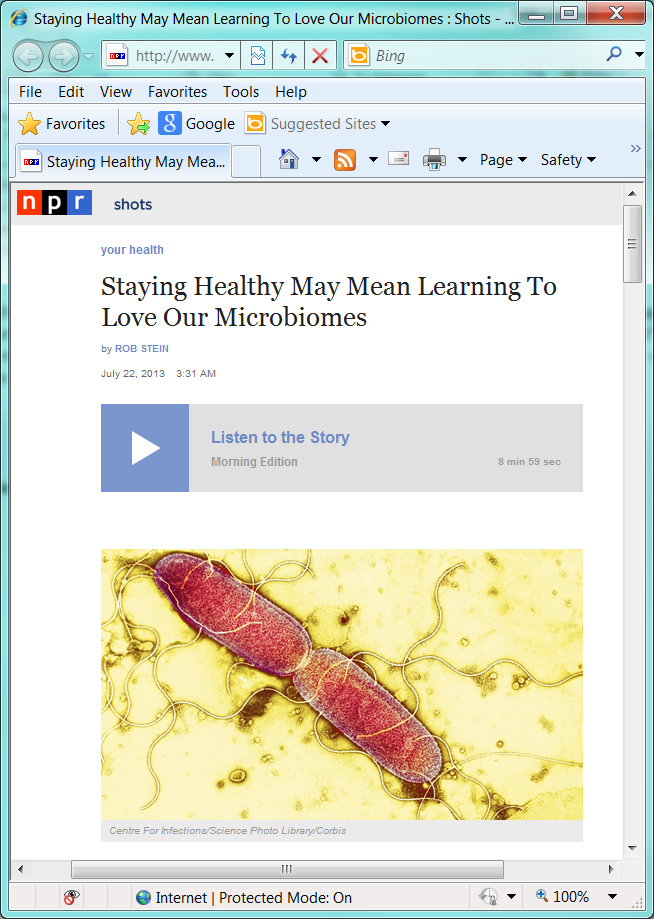 Staying Healthy May Mean Learning To Love Our Microbiomes : Shots - ...
npr http://www. Bing
File Edit View Favorites Tools Help
Favorites Google Suggested Sites
npr Staying Healthy May Mea... Page Safety »
npr shots
your health
Staying Healthy May Mean Learning To
Love Our Microbiomes
by ROB STEIN
July 22, 2013 3:31 AM
Listen to the Story
Morning Edition 8 min 59 sec
Centre For Infections/Science Photo Library/Corbis
Internet | Protected Mode: On 100%